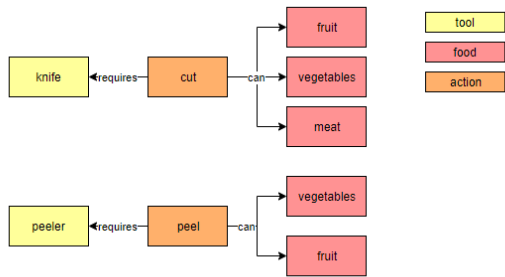 fruit
tool
food
knife
requires
cut
can
vegetables
action
meat
vegetables
peeler
requires
peel
can
fruit